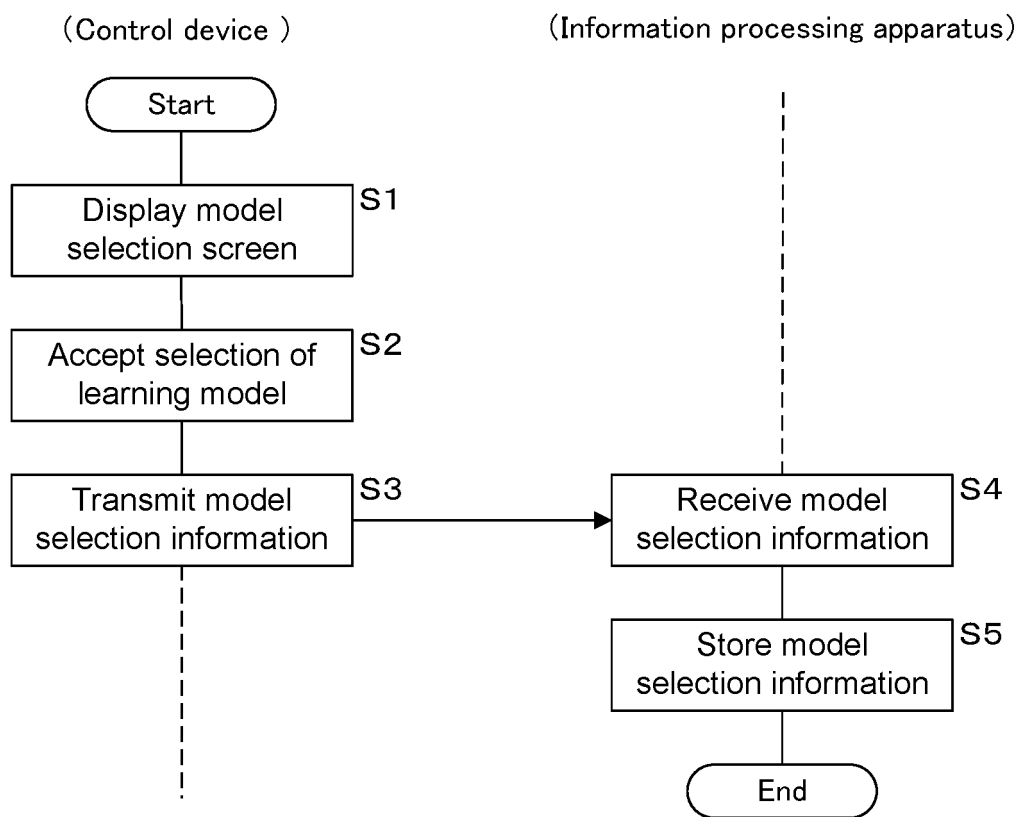 (Control device )
(Information processing apparatus)
Start
Display model
selection screen
S1
Accept selection of
learning model
S2
Transmit model
selection information
S3
Receive model
selection information
S4
Store model
selection information
S5
End